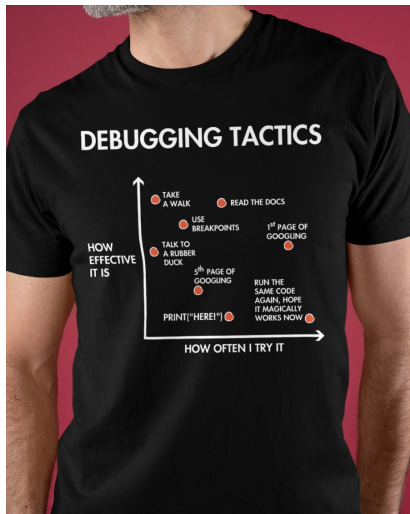 DEBUGGING TACTICS
TAKE
A WALK
READ THE DOCS
USE
BREAKPOINTS
1st PAGE OF
GOOGLING
HOW
EFFECTIVE
IT IS
TALK TO
A RUBBER
DUCK
5th PAGE OF
GOOGLING
RUN THE
SAME CODE
AGAIN, HOPE
IT MAGICALLY
WORKS NOW
PRINT("HERE!")
HOW OFTEN I TRY IT